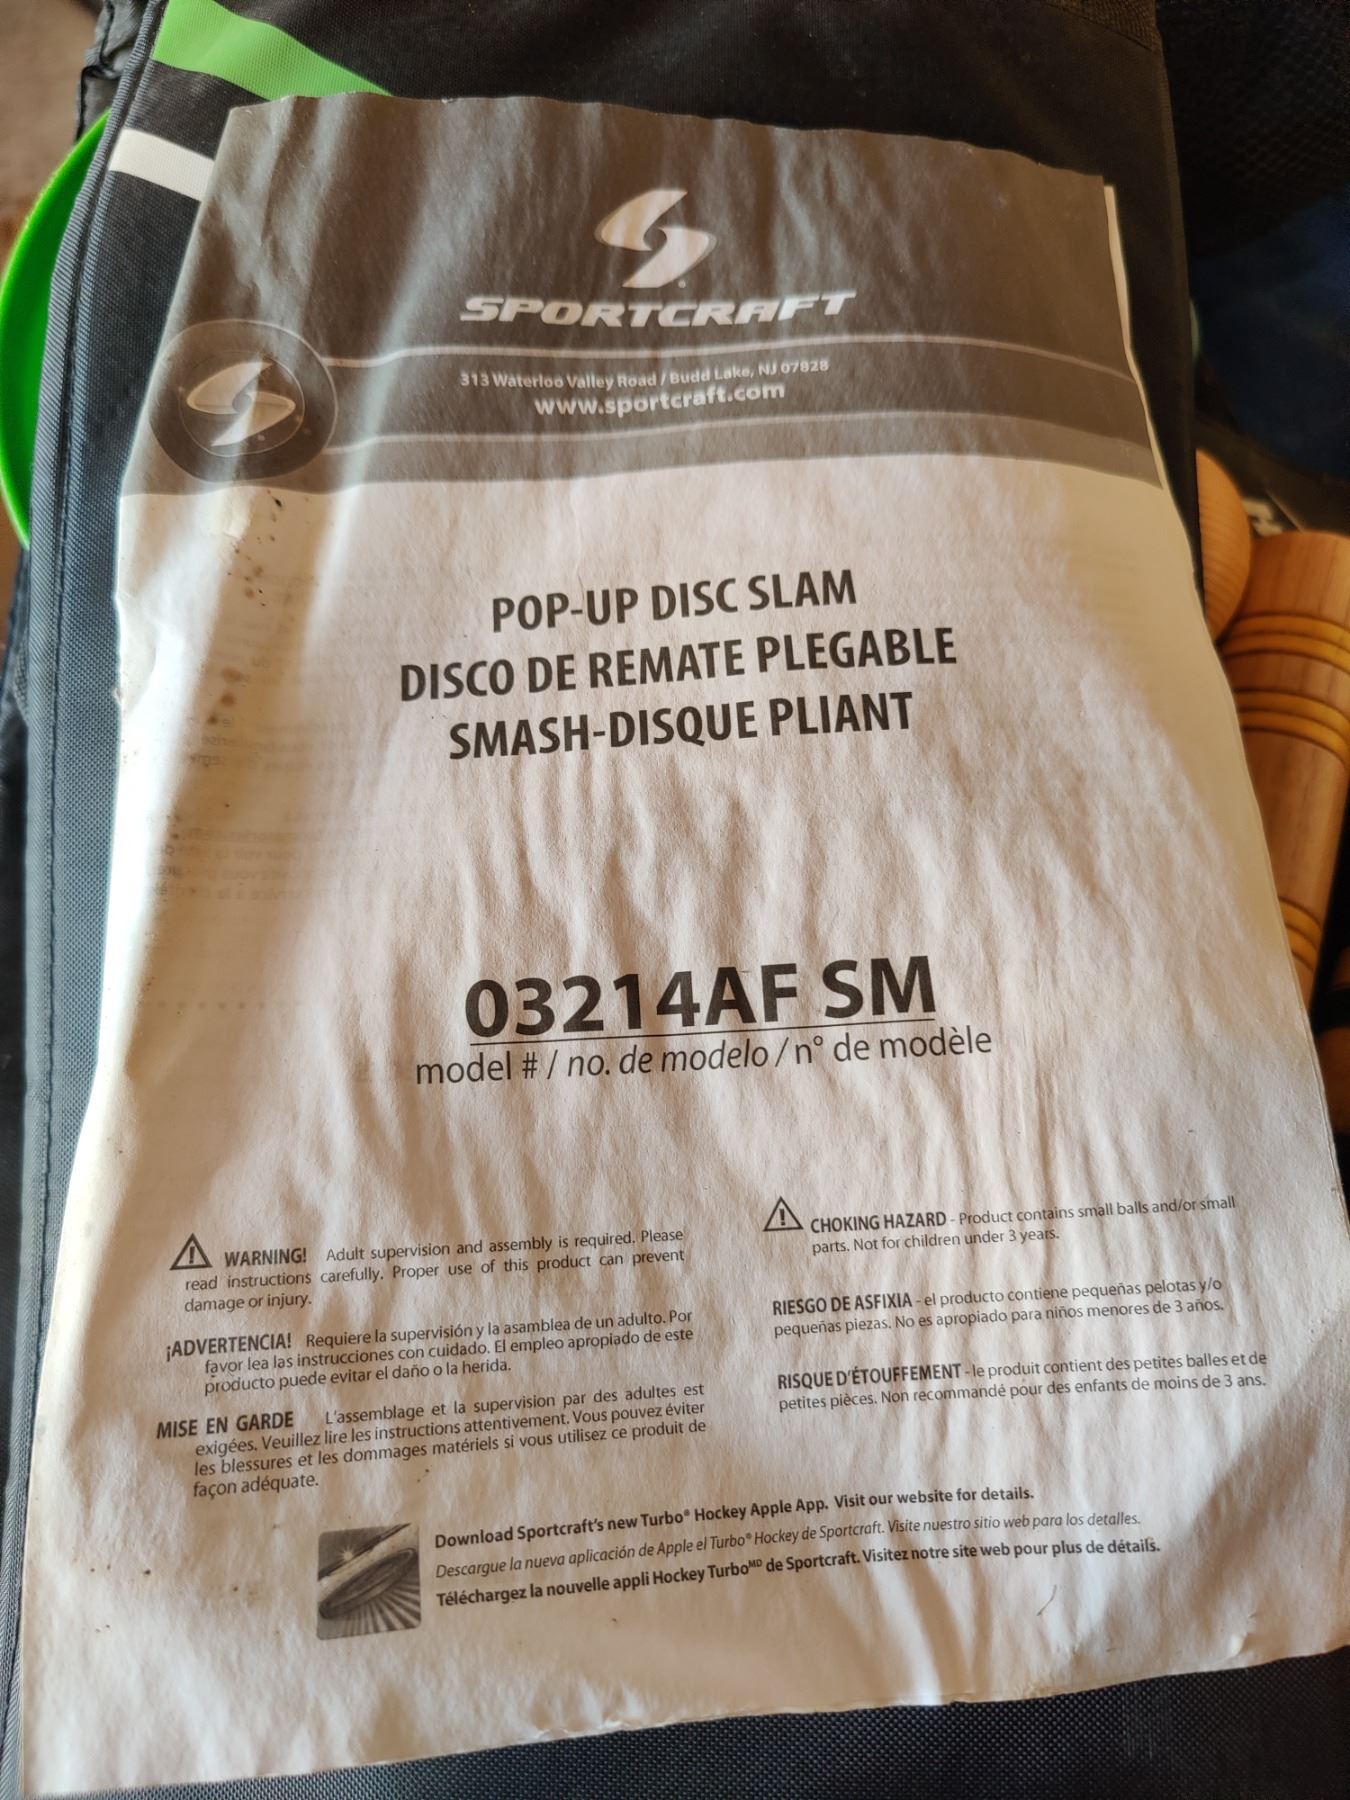 SPORTCRAFT
313 Waterloo Valley Road / Budd Lake, NJ 07828
www.sportcraft.com
POP-UP DISC SLAM
DISCO DE REMATE PLEGABLE
SMASH-DISQUE PLIANT
03214AF SM
model # / no. de modelo / n° de modèle
WARNING! Adult supervision and assembly is required. Please
read instructions carefully. Proper use of this product can prevent
damage or injury.
¡ADVERTENCIA! Requiere la supervisión y la asamblea de un adulto. Por
favor lea las instrucciones con cuidado. El empleo apropiado de este
producto puede evitar el daño o la herida.
MISE EN GARDE L'assemblage et la supervision par des adultes est
exigées. Veuillez lire les instructions attentivement. Vous pouvez éviter
les blessures et les dommages matériels si vous utilisez ce produit de
façon adéquate.
CHOKING HAZARD - Product contains small balls and/or small
parts. Not for children under 3 years.
RIESGO DE ASFIXIA - el producto contiene pequeñas pelotas y/o
pequeñas piezas. No es apropiado para niños menores de 3 años.
RISQUE D'ÉTOUFFEMENT - le produit contient des petites balles et de
petites pièces. Non recommandé pour des enfants de moins de 3 ans.
Download Sportcraft's new Turbo® Hockey Apple App. Visit our website for details.
Descargue la nueva aplicación de Apple el Turbo® Hockey de Sportcraft. Visite nuestro sitio web para los detalles.
Téléchargez la nouvelle appli Hockey Turbo<sup>MD</sup> de Sportcraft. Visitez notre site web pour plus de détails.